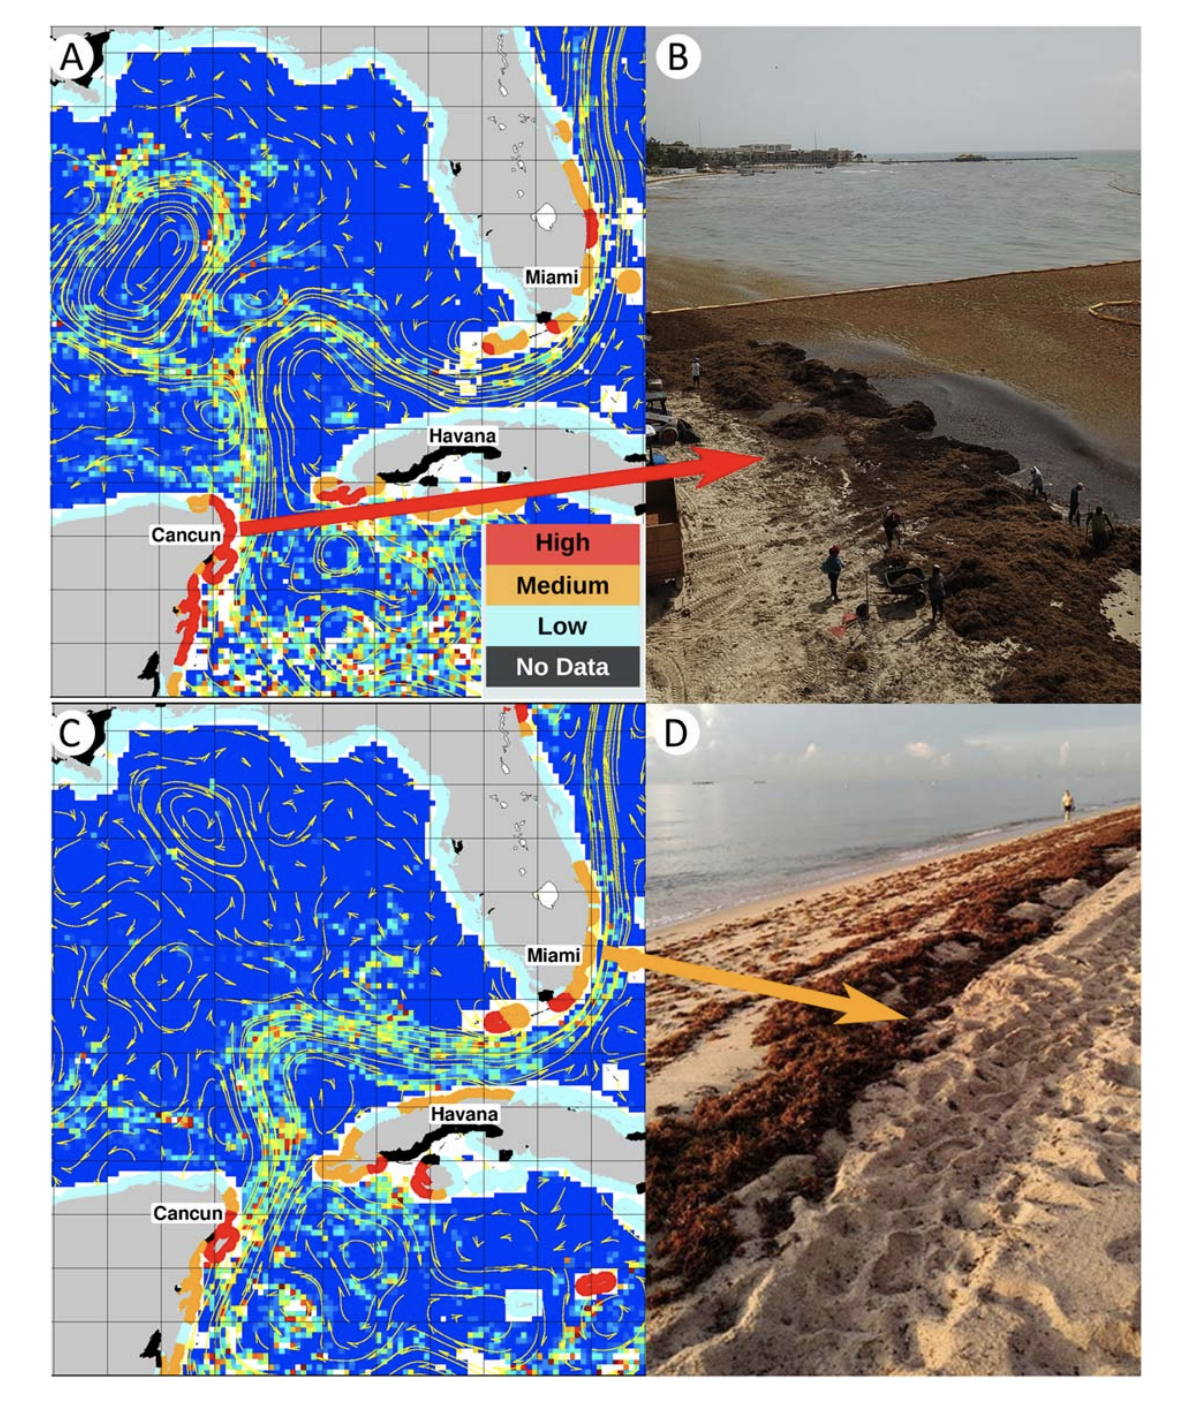 A
B
Miami
Havana
Cancun
High
Medium
Low
No Data
C
D
Miami
Havana
Cancun